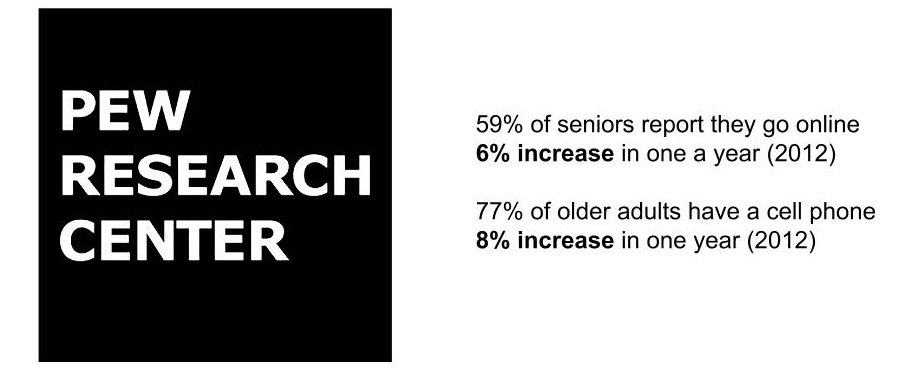 PEW
RESEARCH
CENTER
59% of seniors report they go online
6% increase in one a year (2012)
77% of older adults have a cell phone
8% increase in one year (2012)